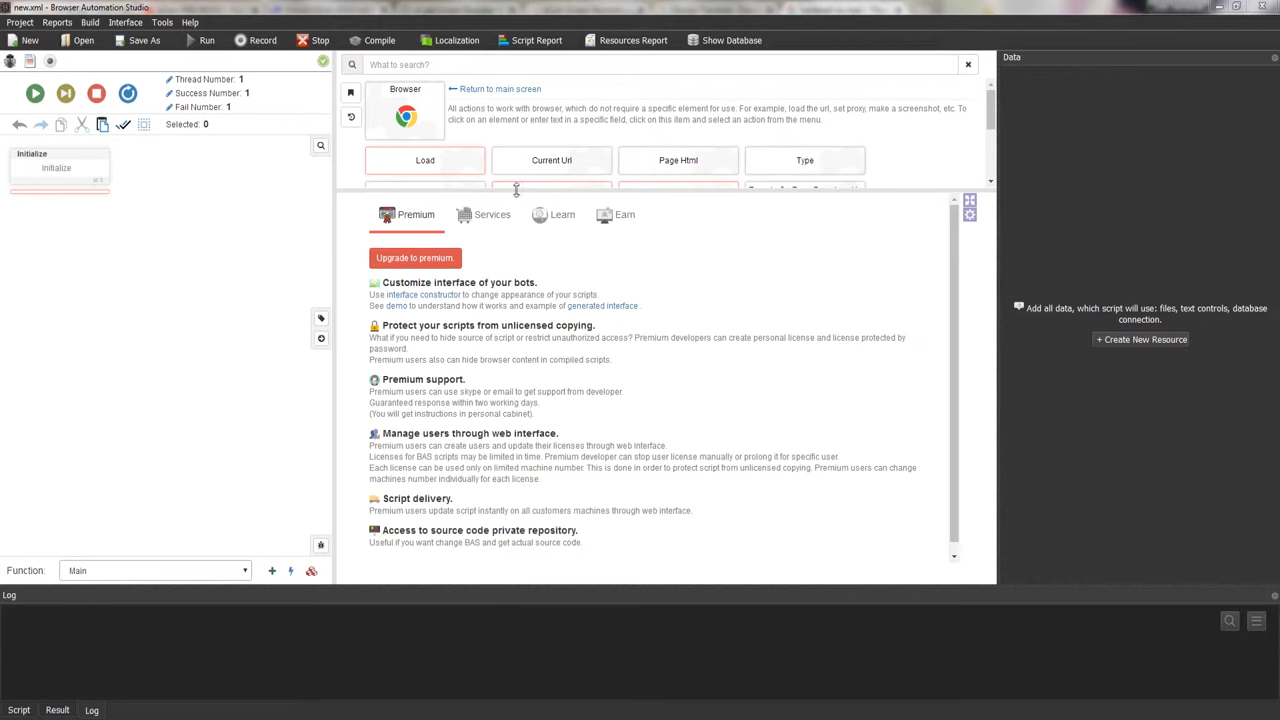 new.xml - Browser Automation Studio
Project Reports Build Interface Tools Help
New Open Save As Run Record Stop Compile Localization Script Report Resources Report Show Database
Thread Number: 1
Success Number: 1
Fail Number: 1
Selected: 0
Initialize
Initialize
Function: Main
What to search?
Browser
Return to main screen
All actions to work with browser, which do not require a specific element for use. For example, load the url, set proxy, make a screenshot, etc. To
click on an element or enter text in a specific field, click on this item and select an action from the menu.
Load Current Url Page Html Type
Premium Services Learn Earn
Upgrade to premium.
Customize interface of your bots.
Use interface constructor to change appearance of your scripts.
See demo to understand how it works and example of generated interface .
Protect your scripts from unlicensed copying.
What if you need to hide source of script or restrict unauthorized access? Premium developers can create personal license and license protected by
password.
Premium users also can hide browser content in compiled scripts.
Premium support.
Premium users can use skype or email to get support from developer.
Guaranteed response within two working days.
(You will get instructions in personal cabinet).
Manage users through web interface.
Premium users can create users and update their licenses through web interface.
Licenses for BAS scripts may be limited in time. Premium developer can stop user license manually or prolong it for specific user.
Each license can be used only on limited machine number. This is done in order to protect script from unlicensed copying. Premium users can change
machine number individually for each license.
Script delivery.
Premium users update script instantly on all customers machines through web interface.
Access to source code private repository.
Useful if you want change BAS and get actual source code.
Data
Add all data, which script will use: files, text controls, database
connection.
+ Create New Resource
Log
Script Result Log